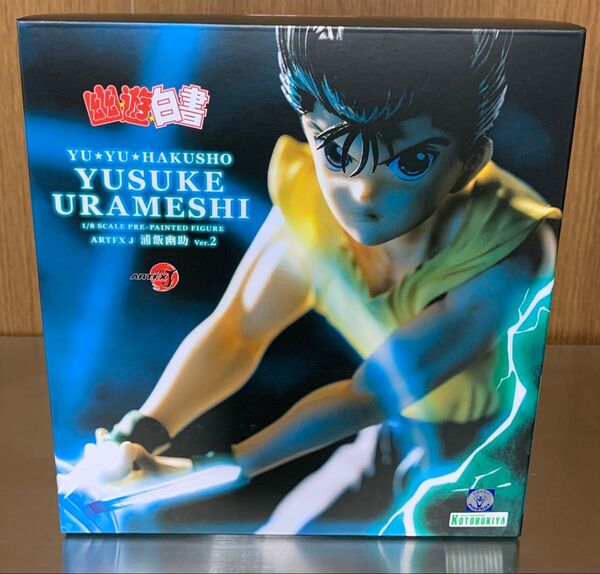 幽☆遊☆白書
YU★YU★HAKUSHO
YUSUKE
URAMESHI
1/8 SCALE PRE-PAINTED FIGURE
ARTFX J 浦飯幽助 Ver.2
ARTFX J
KOTOBUKIYA